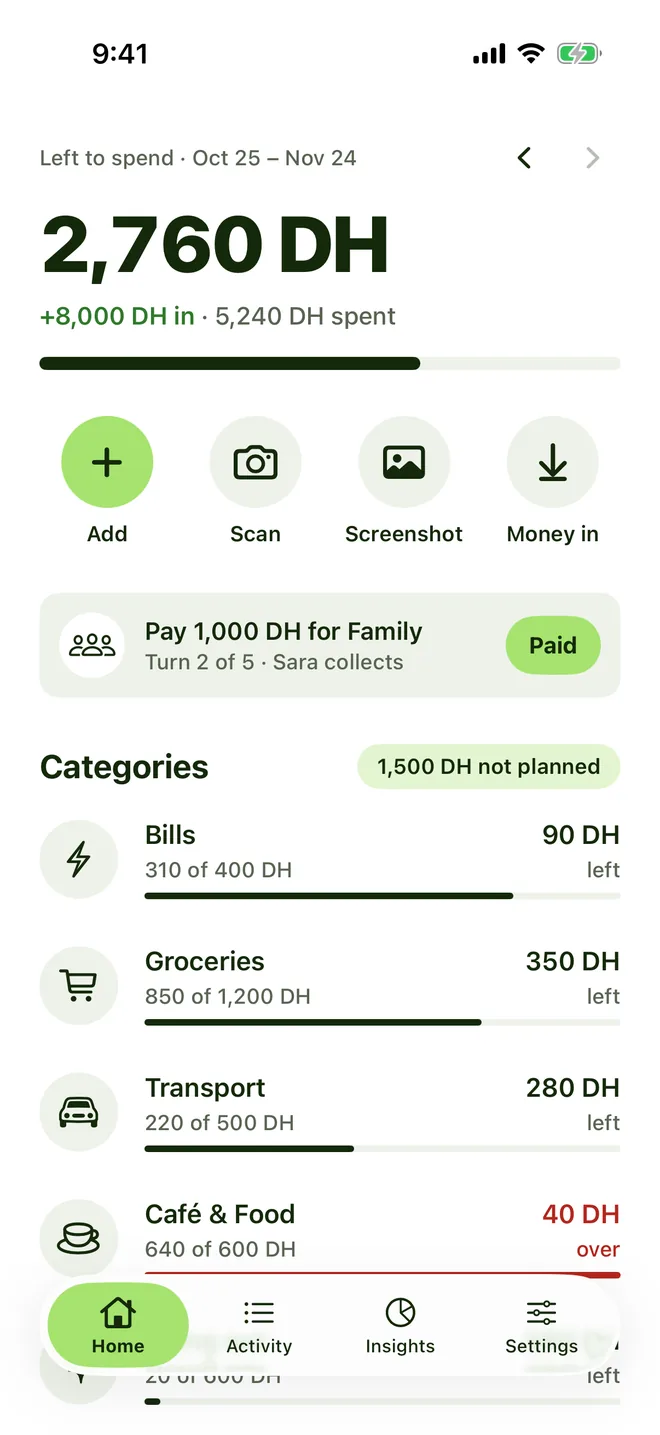 9:41
Left to spend · Oct 25 – Nov 24
2,760 DH
+8,000 DH in · 5,240 DH spent
Add
Scan
Screenshot
Money in
Pay 1,000 DH for Family
Turn 2 of 5 · Sara collects
Paid
Categories
1,500 DH not planned
Bills
90 DH
310 of 400 DH
left
Groceries
350 DH
850 of 1,200 DH
left
Transport
280 DH
220 of 500 DH
left
Café & Food
40 DH
640 of 600 DH
over
Home
Activity
Insights
Settings
20 of 600 DH
left